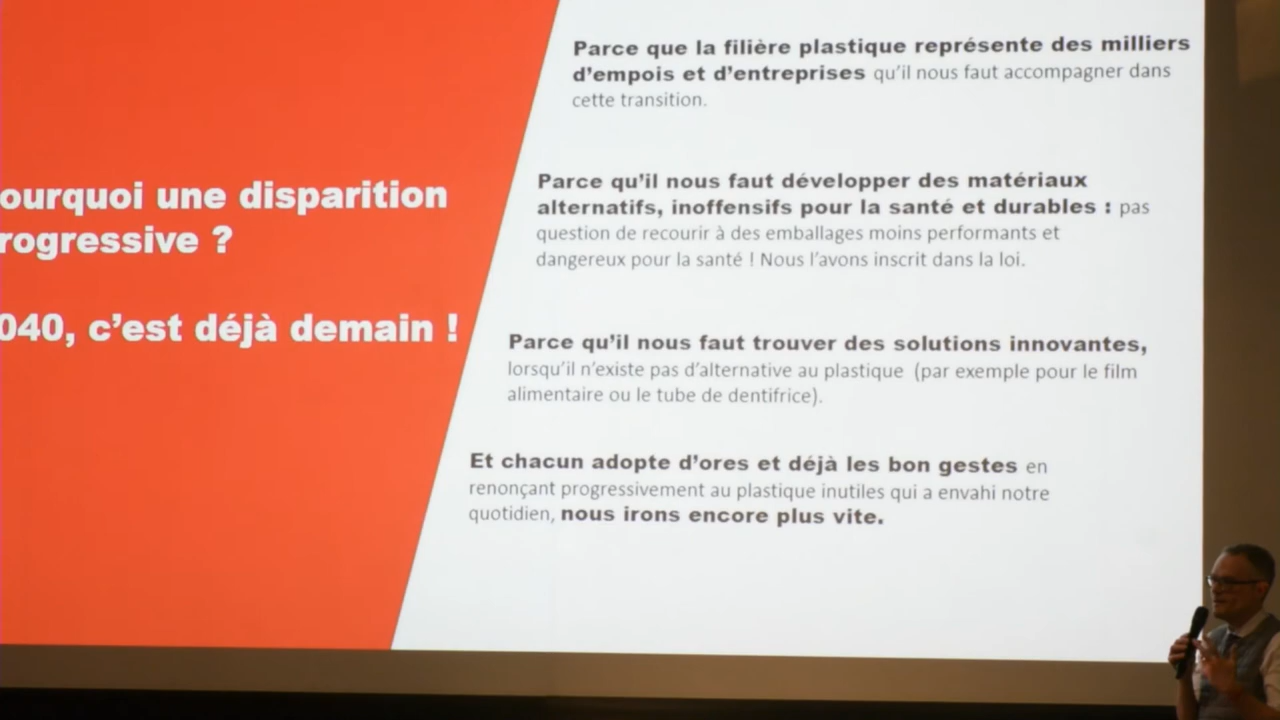 ourquoi une disparition
rogressive ?
040, c'est déjà demain !
Parce que la filière plastique représente des milliers
d'empois et d'entreprises qu'il nous faut accompagner dans
cette transition.
Parce qu'il nous faut développer des matériaux
alternatifs, inoffensifs pour la santé et durables : pas
question de recourir à des emballages moins performants et
dangereux pour la santé ! Nous l'avons inscrit dans la loi.
Parce qu'il nous faut trouver des solutions innovantes,
lorsqu'il n'existe pas d'alternative au plastique (par exemple pour le film
alimentaire ou le tube de dentifrice).
Et chacun adopte d'ores et déjà les bon gestes en
renonçant progressivement au plastique inutiles qui a envahi notre
quotidien, nous irons encore plus vite.